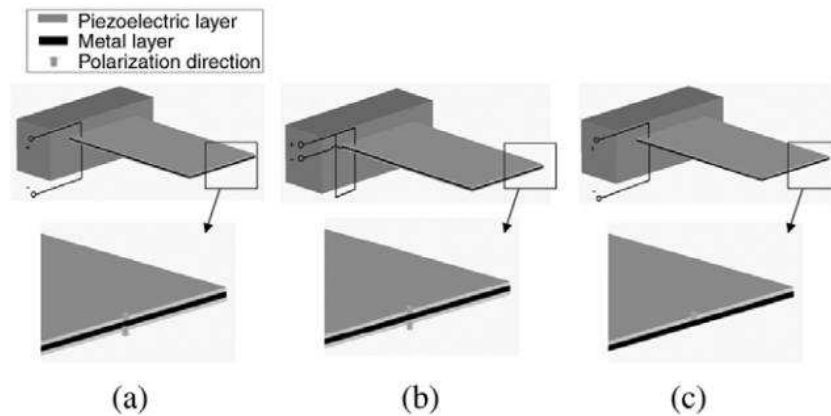 Piezoelectric layer
Metal layer
Polarization direction
(a) (b) (c)